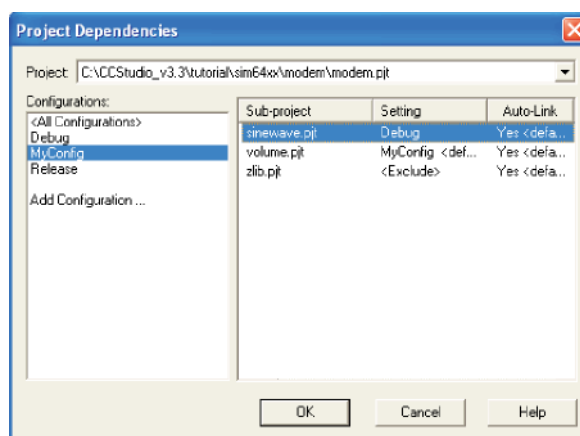 Project Dependencies
Project: C:\CCStudio_v3.3\tutorial\sim64xx\modem\modem.pjt
Configurations:
<All Configurations>
Debug
MyConfig
Release
Add Configuration ...
Sub-project Setting Auto-Link
sinewave.pjt Debug Yes <defa...
volume.pjt MyConfig <def... Yes <defa...
zlib.pjt <Exclude> Yes <defa...
OK Cancel Help